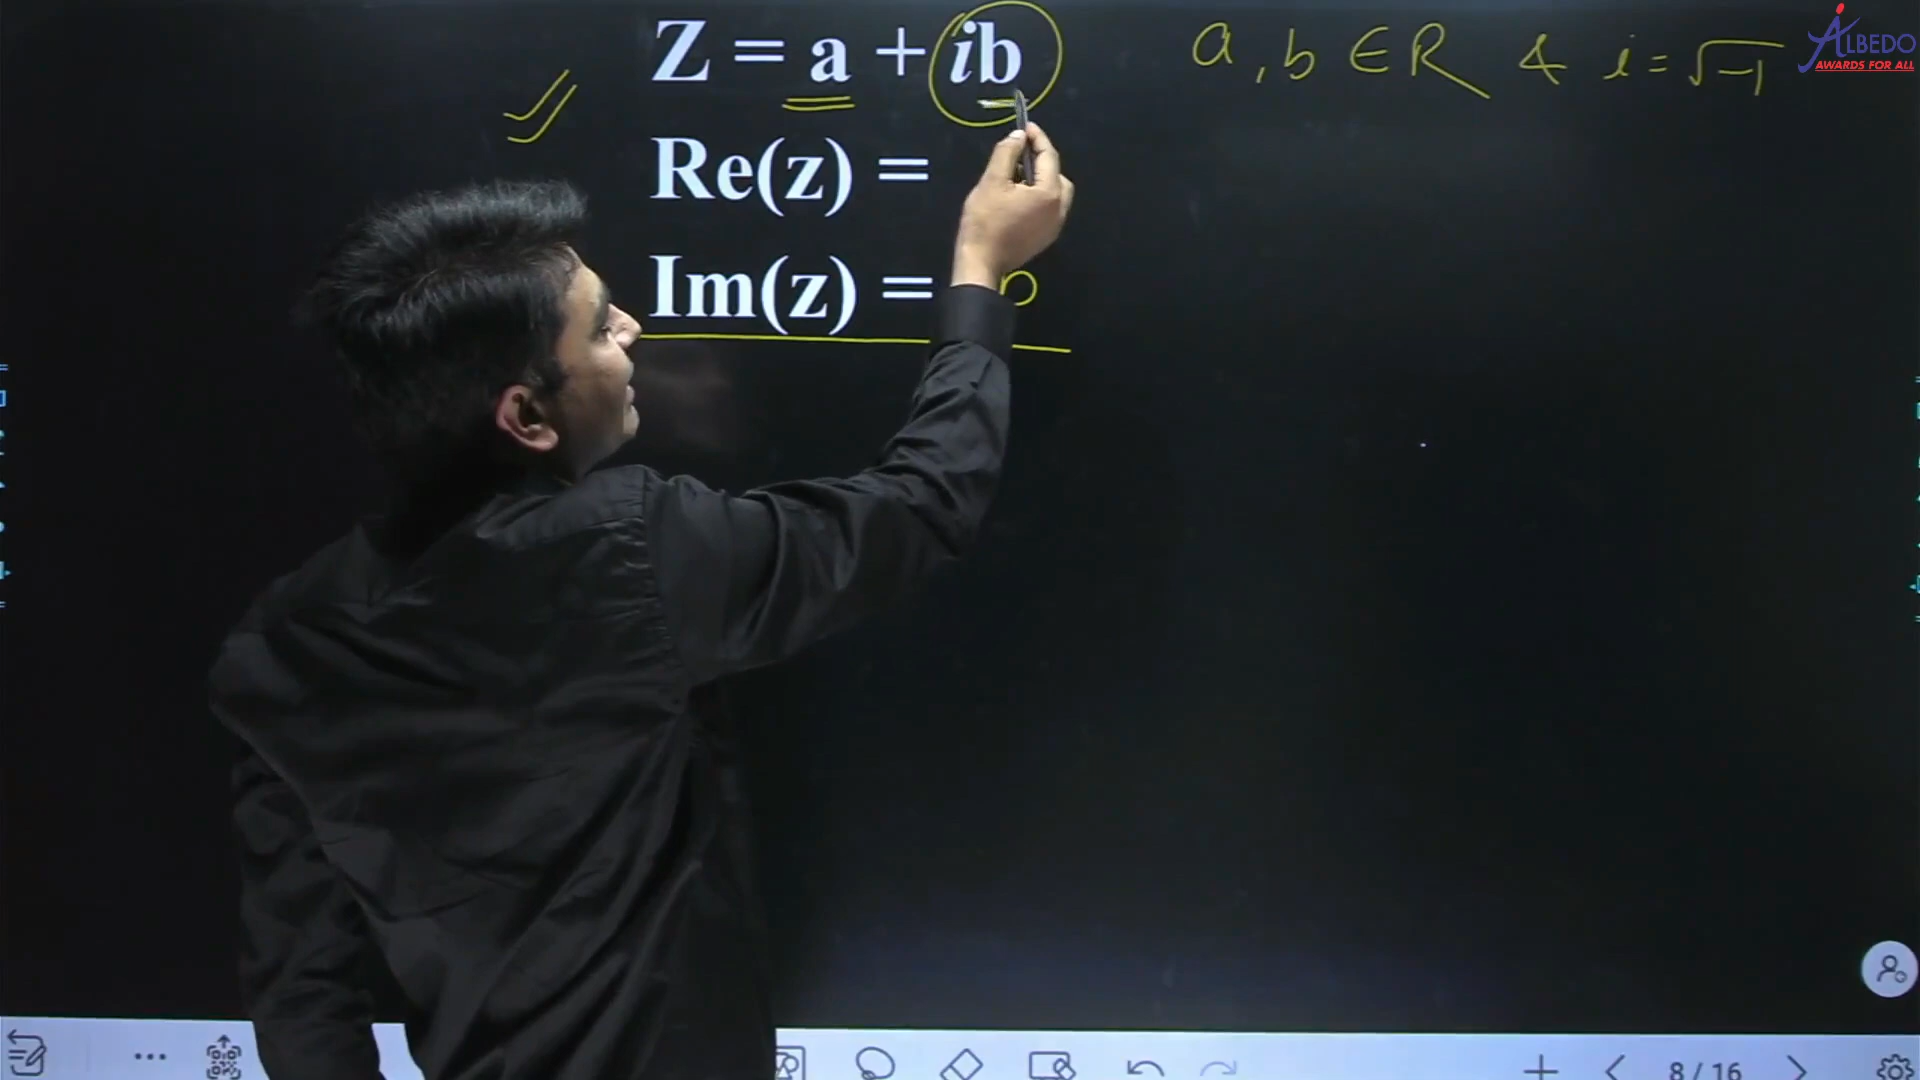 Z = a + ib
a, b ∈ R & i = √-1
Re(z) =
Im(z) = b
ALBEDO
AWARDS FOR ALL
8 / 16